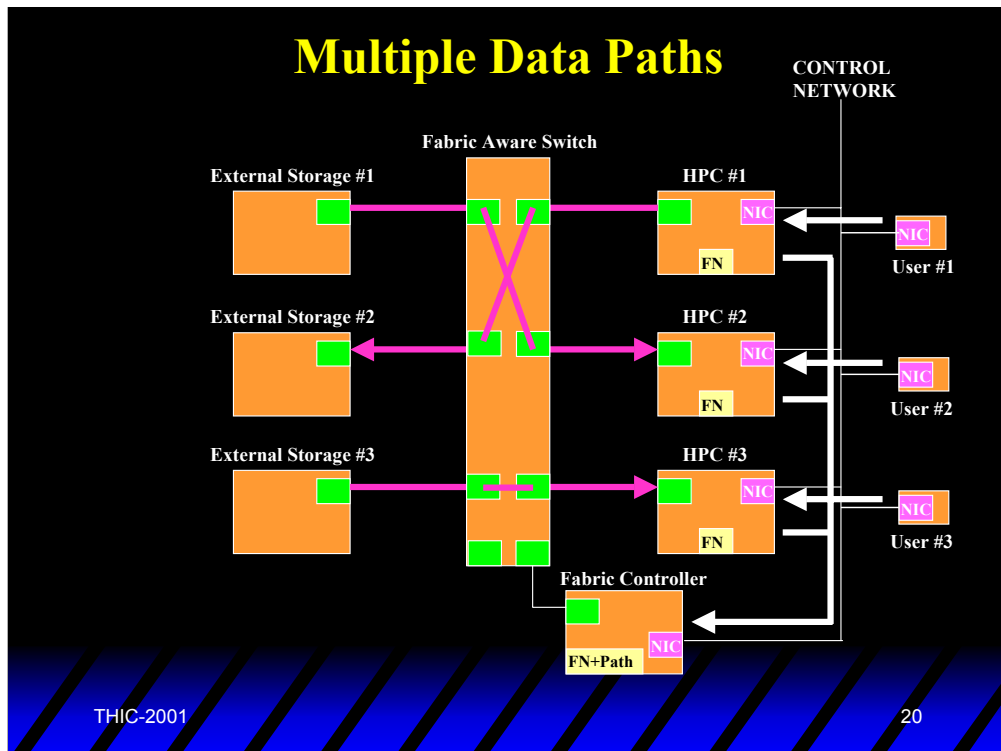 Multiple Data Paths
CONTROL
NETWORK
Fabric Aware Switch
External Storage #1
HPC #1
NIC
NIC
FN
User #1
External Storage #2
HPC #2
NIC
NIC
FN
User #2
External Storage #3
HPC #3
NIC
NIC
FN
User #3
Fabric Controller
NIC
FN+Path
THIC-2001
20